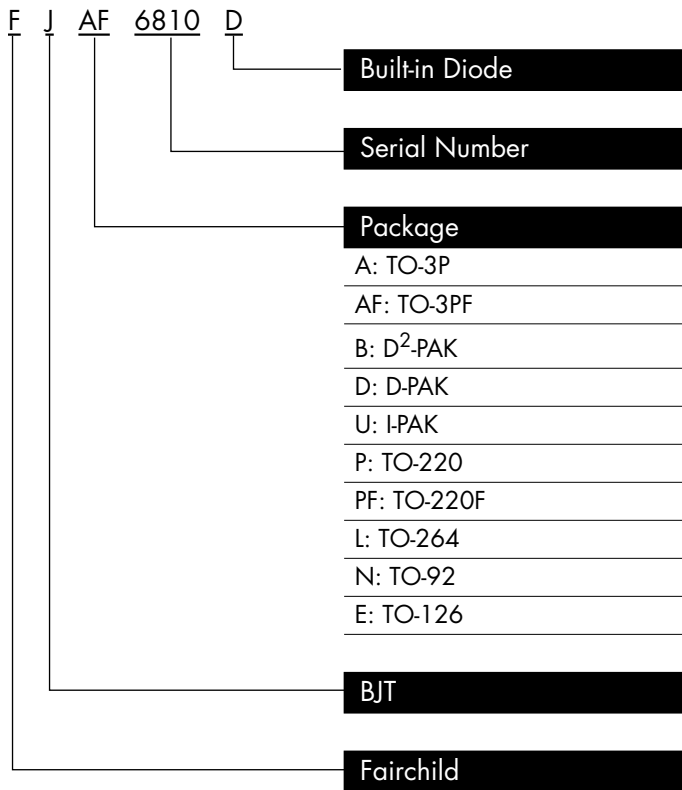 F J AF 6810 D
Built-in Diode
Serial Number
Package
A: TO-3P
AF: TO-3PF
B: D²-PAK
D: D-PAK
U: I-PAK
P: TO-220
PF: TO-220F
L: TO-264
N: TO-92
E: TO-126
BJT
Fairchild